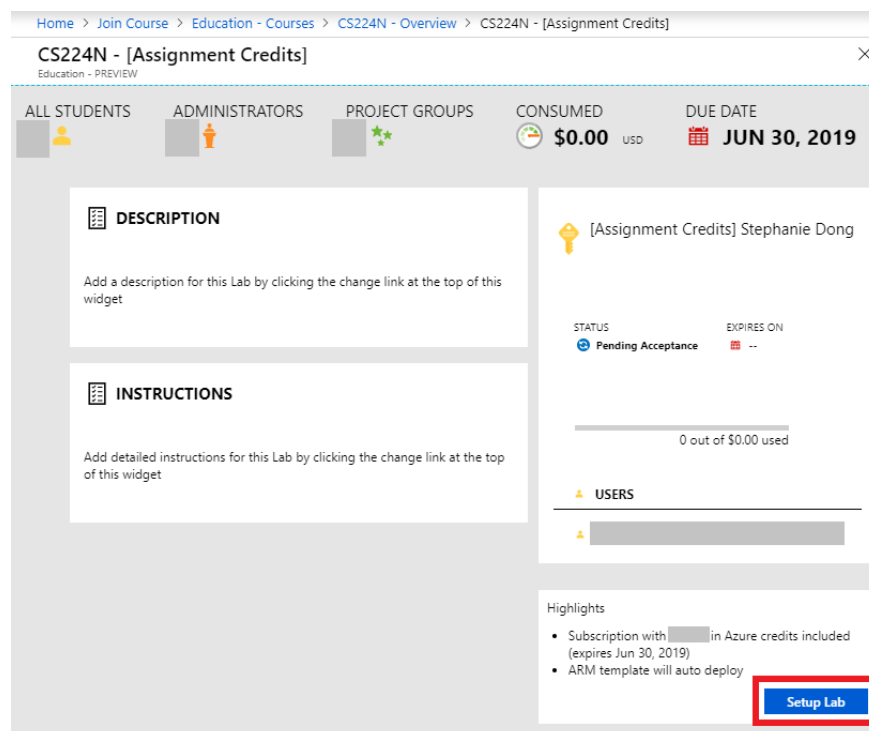 Home > Join Course > Education - Courses > CS224N - Overview > CS224N - [Assignment Credits]
CS224N - [Assignment Credits]
Education - PREVIEW
ALL STUDENTS
ADMINISTRATORS
PROJECT GROUPS
CONSUMED
$0.00 USD
DUE DATE
JUN 30, 2019
DESCRIPTION
Add a description for this Lab by clicking the change link at the top of this
widget
INSTRUCTIONS
Add detailed instructions for this Lab by clicking the change link at the top
of this widget
[Assignment Credits] Stephanie Dong
STATUS
Pending Acceptance
EXPIRES ON
--
0 out of $0.00 used
USERS
Highlights
• Subscription with in Azure credits included
(expires Jun 30, 2019)
• ARM template will auto deploy
Setup Lab